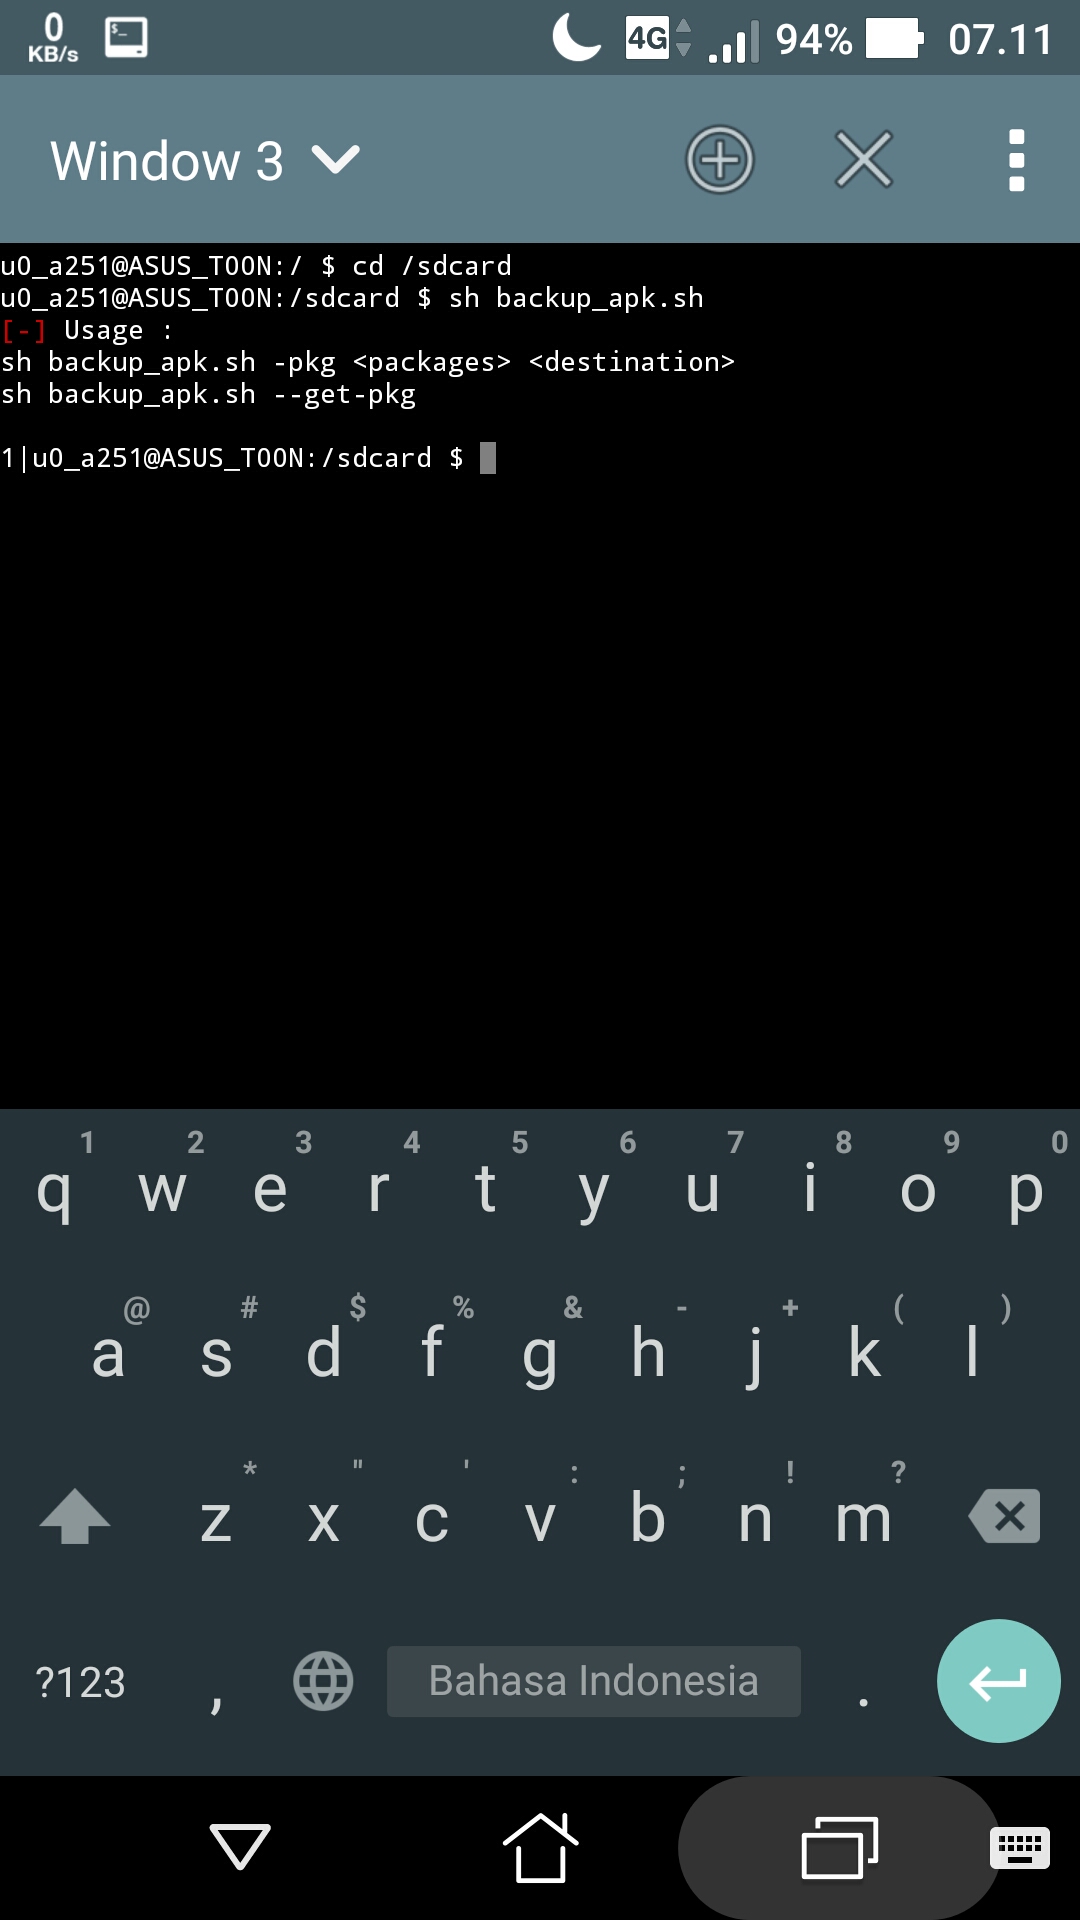 0
KB/s
$_
4G
94%
07.11
Window 3
u0_a251@ASUS_T00N:/ $ cd /sdcard
u0_a251@ASUS_T00N:/sdcard $ sh backup_apk.sh
[-] Usage :
sh backup_apk.sh -pkg <packages> <destination>
sh backup_apk.sh --get-pkg
1|u0_a251@ASUS_T00N:/sdcard $
1 2 3 4 5 6 7 8 9 0
q w e r t y u i o p
@ # $ % & - + ( )
a s d f g h j k l
* " ' : ; ! ?
z x c v b n m
?123 , Bahasa Indonesia .